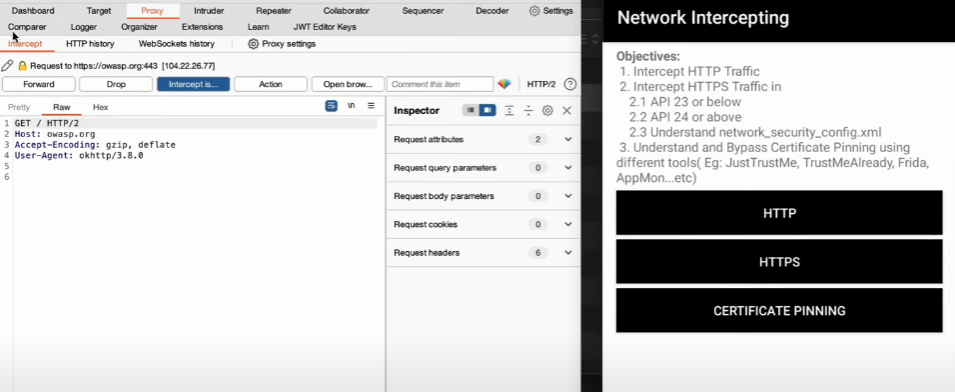 Dashboard Target Proxy Intruder Repeater Collaborator Sequencer Decoder Settings
Comparer Logger Organizer Extensions Learn JWT Editor Keys
Intercept HTTP history WebSockets history Proxy settings
Request to https://owasp.org:443 [104.22.26.77]
Forward Drop Intercept is... Action Open brow... Comment this item HTTP/2 ?
Pretty Raw Hex \n
1 GET / HTTP/2
2 Host: owasp.org
3 Accept-Encoding: gzip, deflate
4 User-Agent: okhttp/3.8.0
5
6
Inspector
Request attributes 2
Request query parameters 0
Request body parameters 0
Request cookies 0
Request headers 6
Network Intercepting
Objectives:
1. Intercept HTTP Traffic
2. Intercept HTTPS Traffic in
2.1 API 23 or below
2.2 API 24 or above
2.3 Understand network_security_config.xml
3. Understand and Bypass Certificate Pinning using
different tools( Eg: JustTrustMe, TrustMeAlready, Frida,
AppMon...etc)
HTTP
HTTPS
CERTIFICATE PINNING